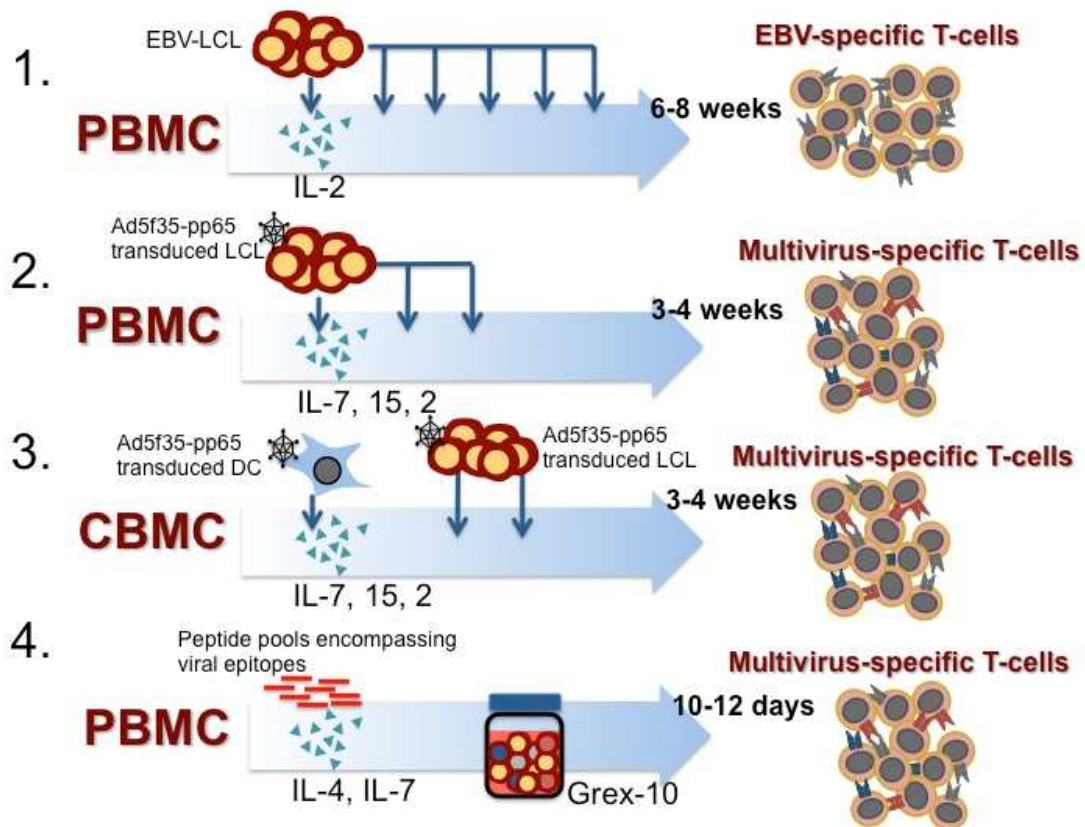 1.
EBV-LCL
PBMC
IL-2
6-8 weeks
EBV-specific T-cells
2.
Ad5f35-pp65
transduced LCL
PBMC
IL-7, 15, 2
3-4 weeks
Multivirus-specific T-cells
3.
Ad5f35-pp65
transduced DC
Ad5f35-pp65
transduced LCL
CBMC
IL-7, 15, 2
3-4 weeks
Multivirus-specific T-cells
4.
Peptide pools encompassing
viral epitopes
PBMC
IL-4, IL-7
Grex-10
10-12 days
Multivirus-specific T-cells